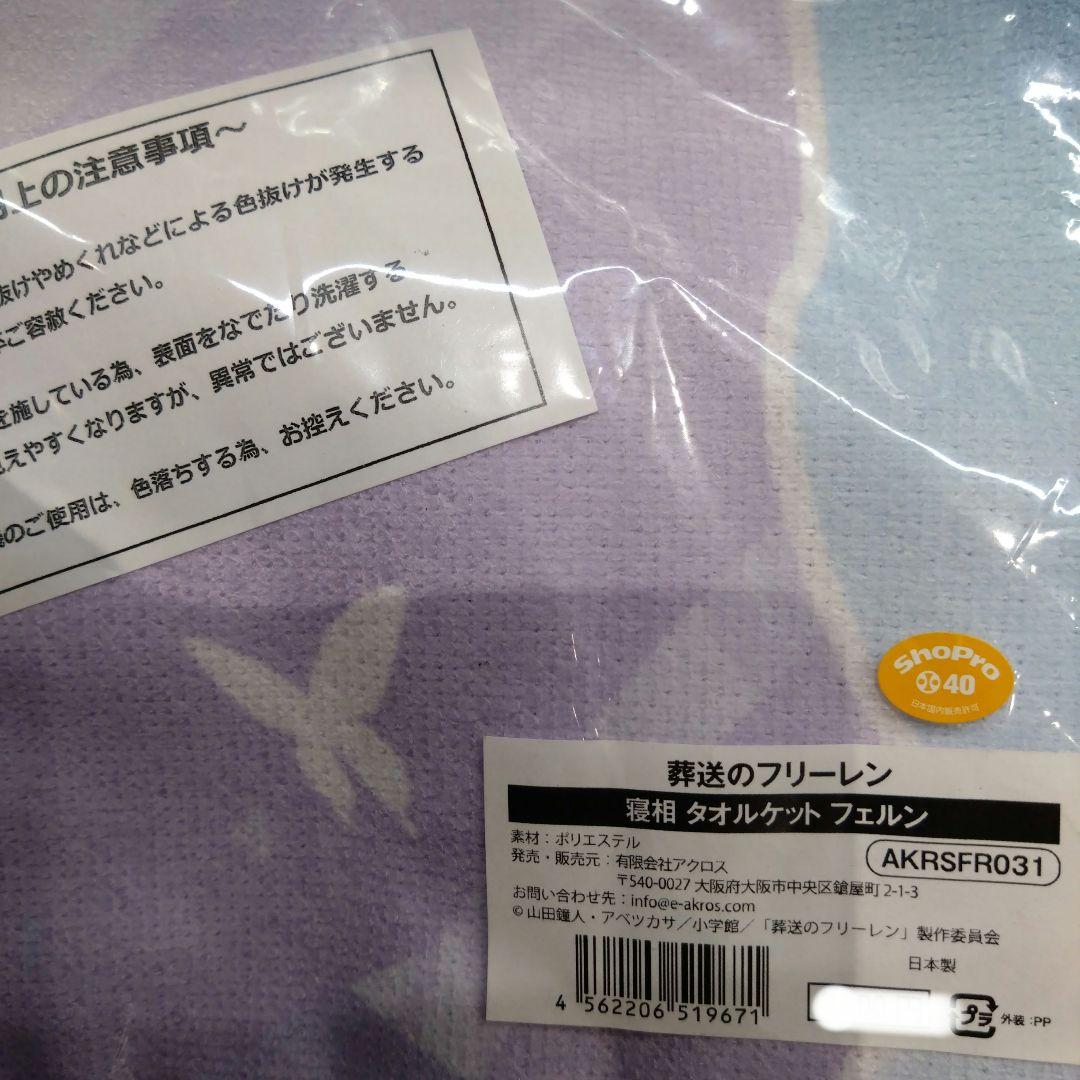 上の注意事項～
抜けやめくれなどによる色抜けが発生する
ご容赦ください。
を施している為、表面をなでたり洗濯する
えやすくなりますが、異常ではございません。
のご使用は、色落ちする為、お控えください。
ShoPro
40
日本国内販売許可
葬送のフリーレン
寝相 タオルケット フェルン
素材：ポリエステル
発売・販売元：有限会社アクロス
AKRSFR031
〒540-0027 大阪府大阪市中央区鎗屋町 2-1-3
お問い合わせ先：info@e-akros.com
© 山田鐘人・アベツカサ／小学館／「葬送のフリーレン」製作委員会
日本製
4 562206 519671
プラ 外装：PP